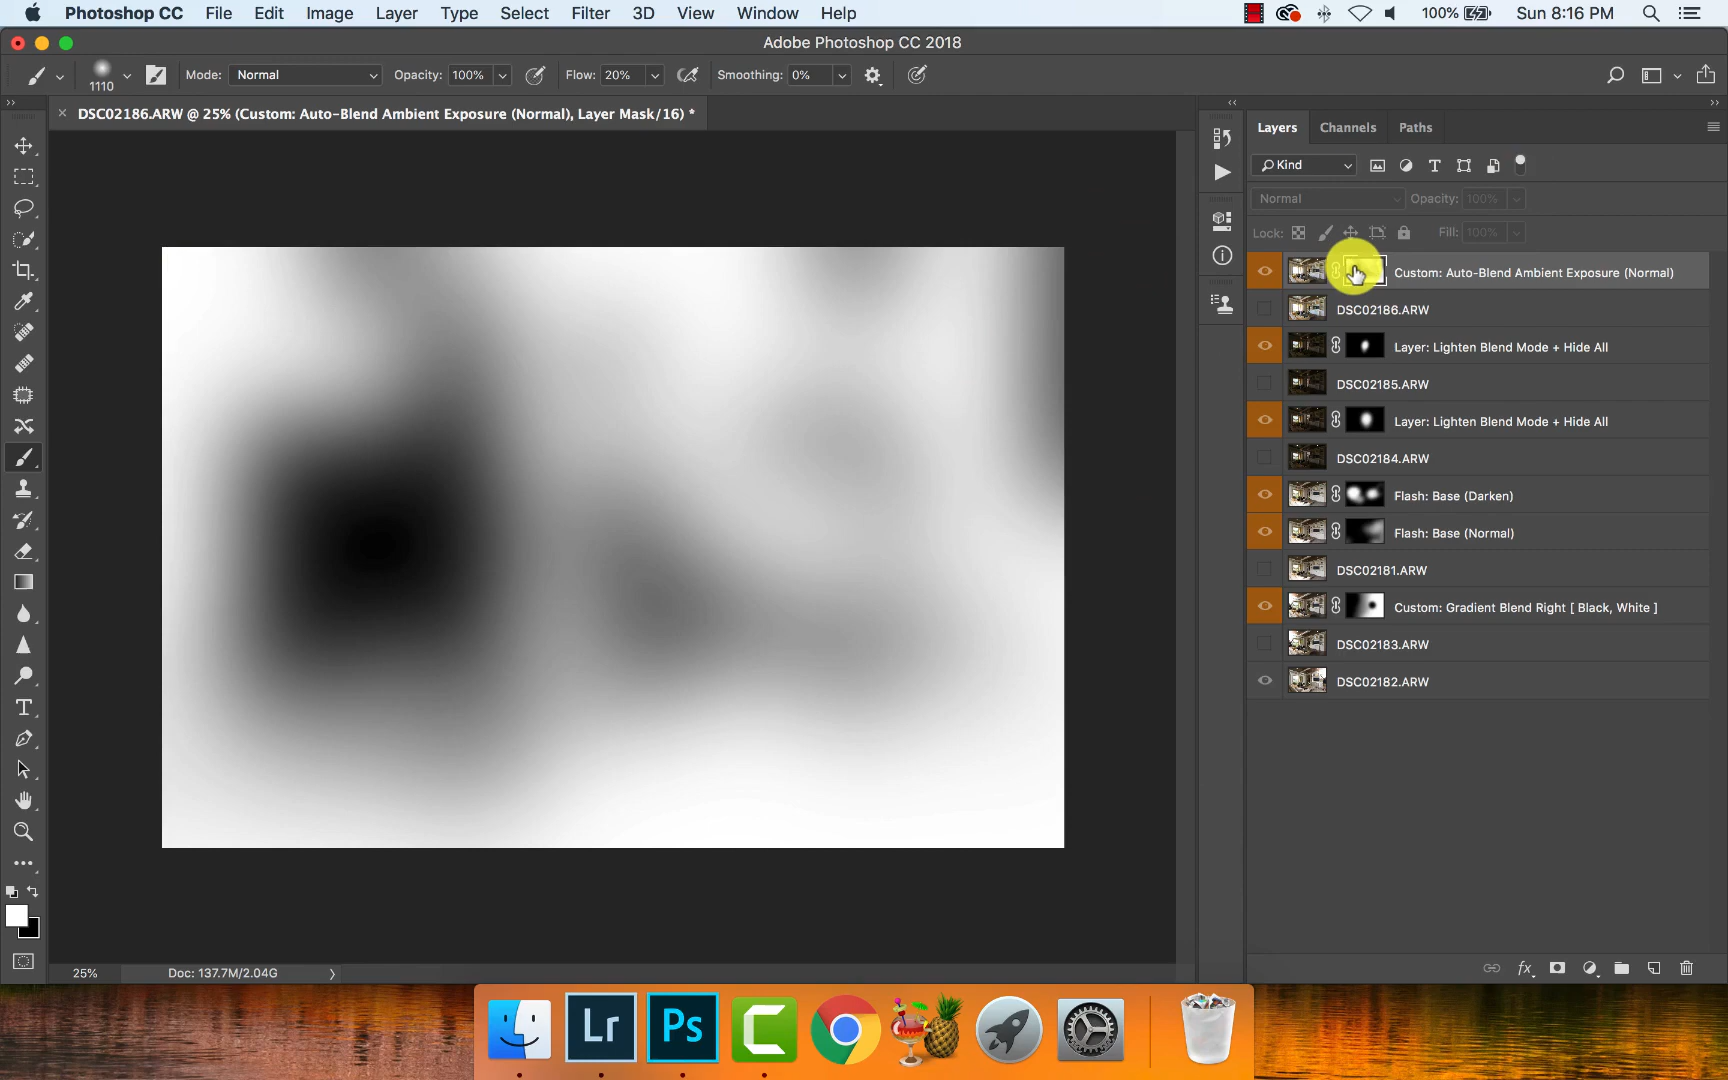 Photoshop CC File Edit Image Layer Type Select Filter 3D View Window Help 100% Sun 8:16 PM
Adobe Photoshop CC 2018
1110 Mode: Normal Opacity: 100% Flow: 20% Smoothing: 0%
DSC02186.ARW @ 25% (Custom: Auto-Blend Ambient Exposure (Normal), Layer Mask/16) *
Layers Channels Paths
Kind
Normal Opacity: 100%
Lock: Fill: 100%
Custom: Auto-Blend Ambient Exposure (Normal)
DSC02186.ARW
Layer: Lighten Blend Mode + Hide All
DSC02185.ARW
Layer: Lighten Blend Mode + Hide All
DSC02184.ARW
Flash: Base (Darken)
Flash: Base (Normal)
DSC02181.ARW
Custom: Gradient Blend Right [ Black, White ]
DSC02183.ARW
DSC02182.ARW
fx
25% Doc: 137.7M/2.04G
Lr Ps